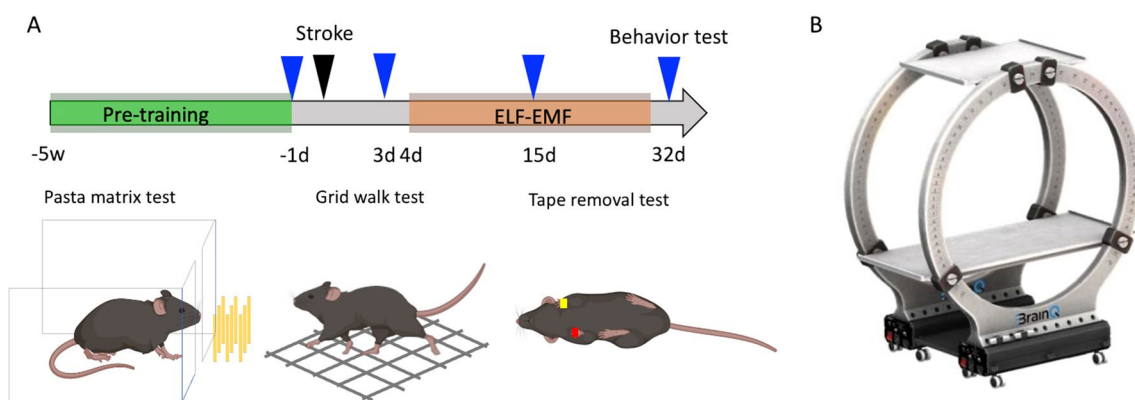 A
B
Stroke
Behavior test
Pre-training
ELF-EMF
-5w
-1d
3d
4d
15d
32d
Pasta matrix test
Grid walk test
Tape removal test
BrainQ